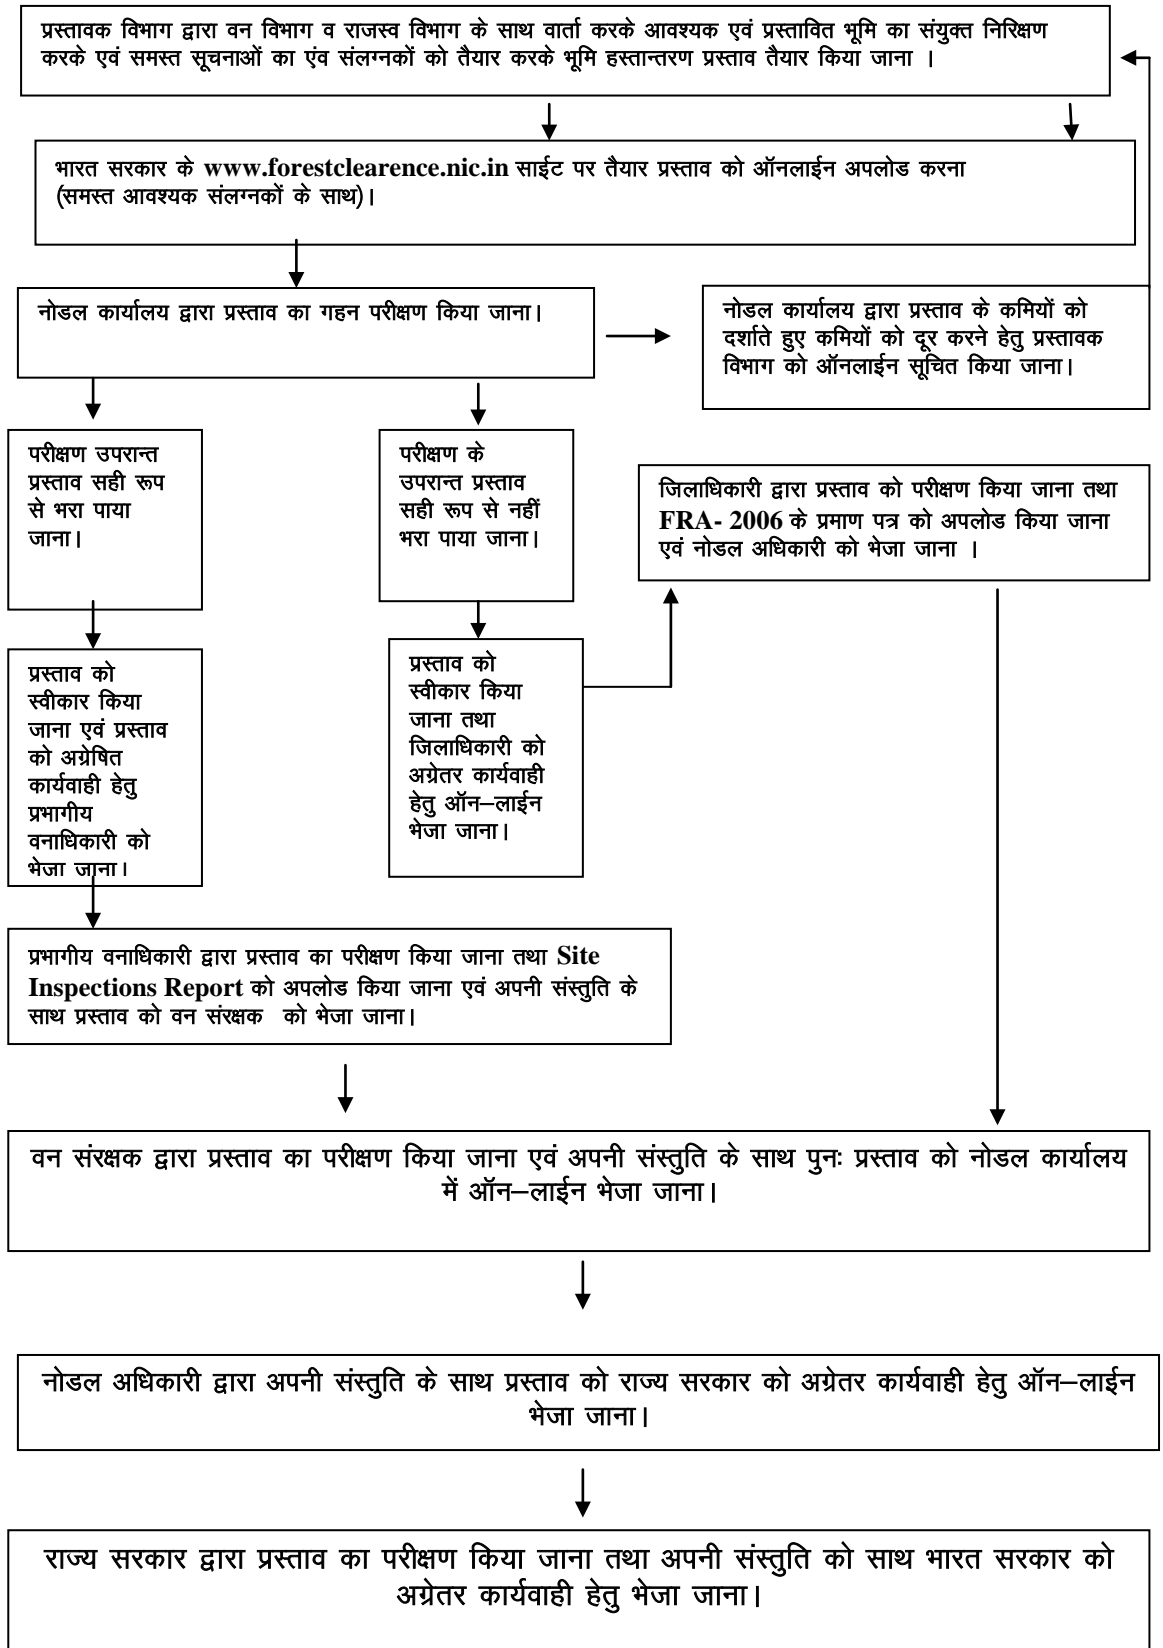 प्रस्तावक विभाग द्वारा वन विभाग व राजस्व विभाग के साथ वार्ता करके आवश्यक एवं प्रस्तावित भूमि का संयुक्त निरिक्षण
करके एवं समस्त सूचनाओं का एंव संलग्नकों को तैयार करके भूमि हस्तान्तरण प्रस्ताव तैयार किया जाना ।
भारत सरकार के www.forestclearence.nic.in साईट पर तैयार प्रस्ताव को ऑनलाईन अपलोड करना
(समस्त आवश्यक संलग्नकों के साथ)।
नोडल कार्यालय द्वारा प्रस्ताव का गहन परीक्षण किया जाना।
नोडल कार्यालय द्वारा प्रस्ताव के कमियों को
दर्शाते हुए कमियों को दूर करने हेतु प्रस्तावक
विभाग को ऑनलाईन सूचित किया जाना।
परीक्षण उपरान्त
प्रस्ताव सही रूप
से भरा पाया
जाना।
परीक्षण के
उपरान्त प्रस्ताव
सही रूप से नहीं
भरा पाया जाना।
जिलाधिकारी द्वारा प्रस्ताव को परीक्षण किया जाना तथा
FRA- 2006 के प्रमाण पत्र को अपलोड किया जाना
एवं नोडल अधिकारी को भेजा जाना ।
प्रस्ताव को
स्वीकार किया
जाना एवं प्रस्ताव
को अग्रेषित
कार्यवाही हेतु
प्रभागीय
वनाधिकारी को
भेजा जाना।
प्रस्ताव को
स्वीकार किया
जाना तथा
जिलाधिकारी को
अग्रेतर कार्यवाही
हेतु ऑन–लाईन
भेजा जाना।
प्रभागीय वनाधिकारी द्वारा प्रस्ताव का परीक्षण किया जाना तथा Site
Inspections Report को अपलोड किया जाना एवं अपनी संस्तुति के
साथ प्रस्ताव को वन संरक्षक को भेजा जाना।
वन संरक्षक द्वारा प्रस्ताव का परीक्षण किया जाना एवं अपनी संस्तुति के साथ पुनः प्रस्ताव को नोडल कार्यालय
में ऑन–लाईन भेजा जाना।
नोडल अधिकारी द्वारा अपनी संस्तुति के साथ प्रस्ताव को राज्य सरकार को अग्रेतर कार्यवाही हेतु ऑन–लाईन
भेजा जाना।
राज्य सरकार द्वारा प्रस्ताव का परीक्षण किया जाना तथा अपनी संस्तुति को साथ भारत सरकार को
अग्रेतर कार्यवाही हेतु भेजा जाना।